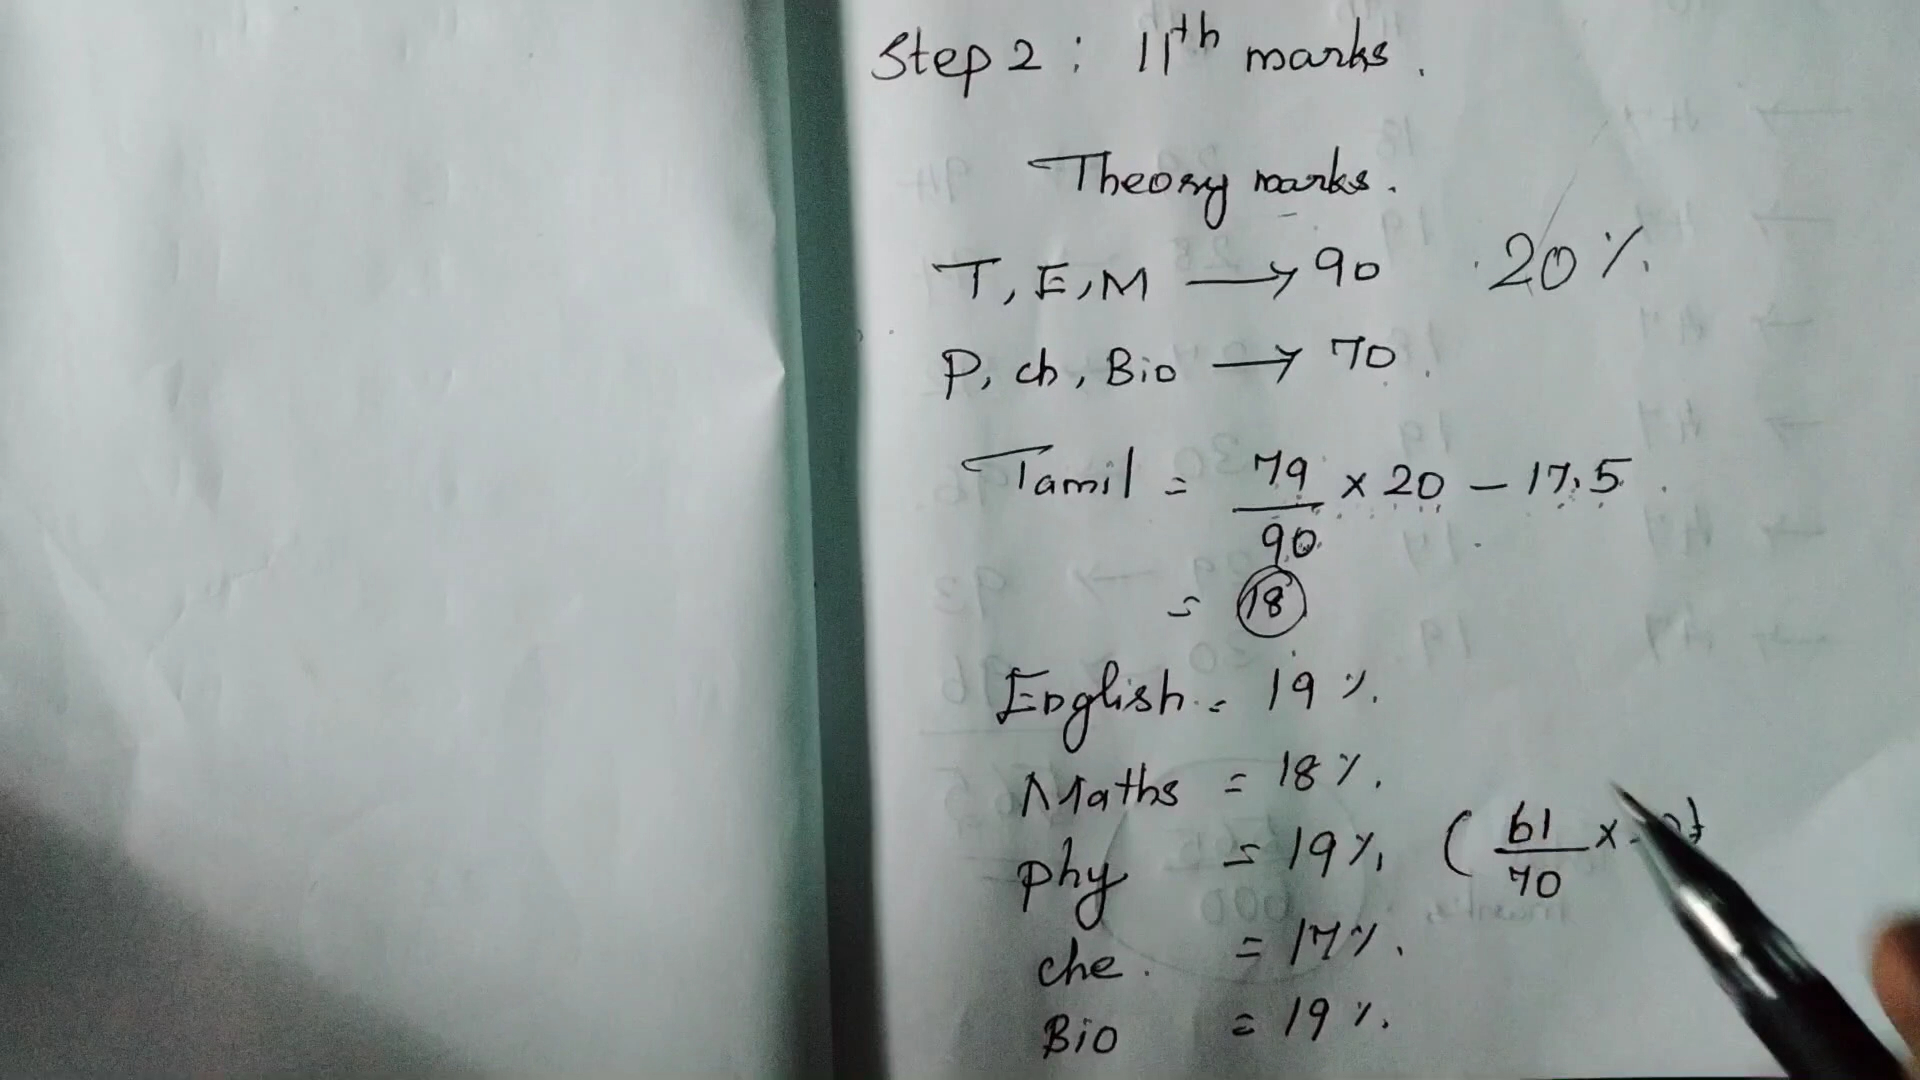 Step 2 : 11th marks.
Theory marks.
T, E, M → 90 20%
P, ch, Bio → 70
Tamil = 79/90 × 20 - 17.5
= 18
English = 19%.
Maths = 18%.
Phy = 19% ( 61/70 ×
che. = 17%.
Bio = 19%.